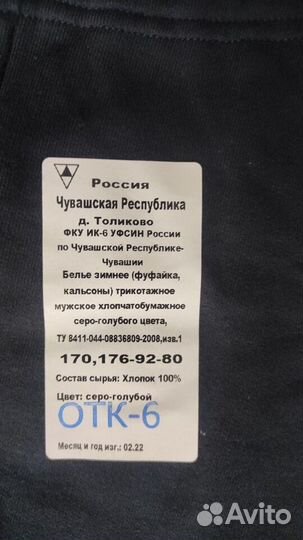 Россия
Чувашская Республика
д. Толиково
ФКУ ИК-6 УФСИН России
по Чувашской Республике-
Чувашии
Белье зимнее (фуфайка,
кальсоны) трикотажное
мужское хлопчатобумажное
серо-голубого цвета,
ТУ 8411-044-08836809-2008,изв.1
170,176-92-80
Состав сырья: Хлопок 100%
Цвет: серо-голубой
ОТК-6
Месяц и год изг.: 02.22
Avito